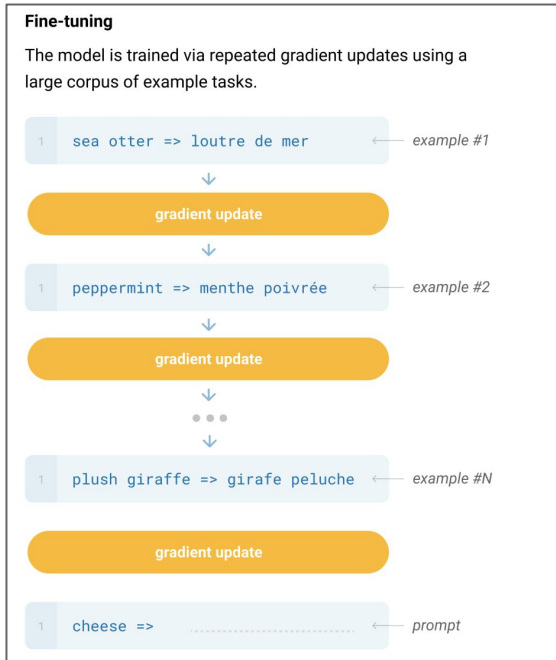 Fine-tuning
The model is trained via repeated gradient updates using a
large corpus of example tasks.
1 sea otter => loutre de mer example #1
gradient update
1 peppermint => menthe poivrée example #2
gradient update
1 plush giraffe => girafe peluche example #N
gradient update
1 cheese => ........................ prompt